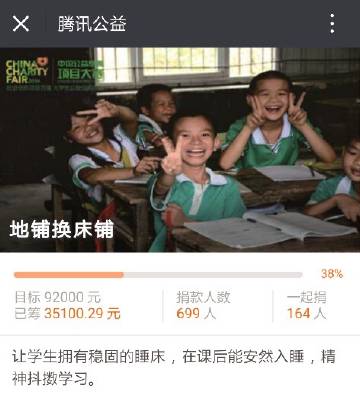 腾讯公益
CHINA
CHARITY
FAIR
中国公益慈善
项目大赛
地铺换床铺
38%
目标 92000 元
已筹 35100.29 元
捐款人数
699 人
一起捐
164 人
让学生拥有稳固的睡床，在课后能安然入睡，精
神抖擞学习。